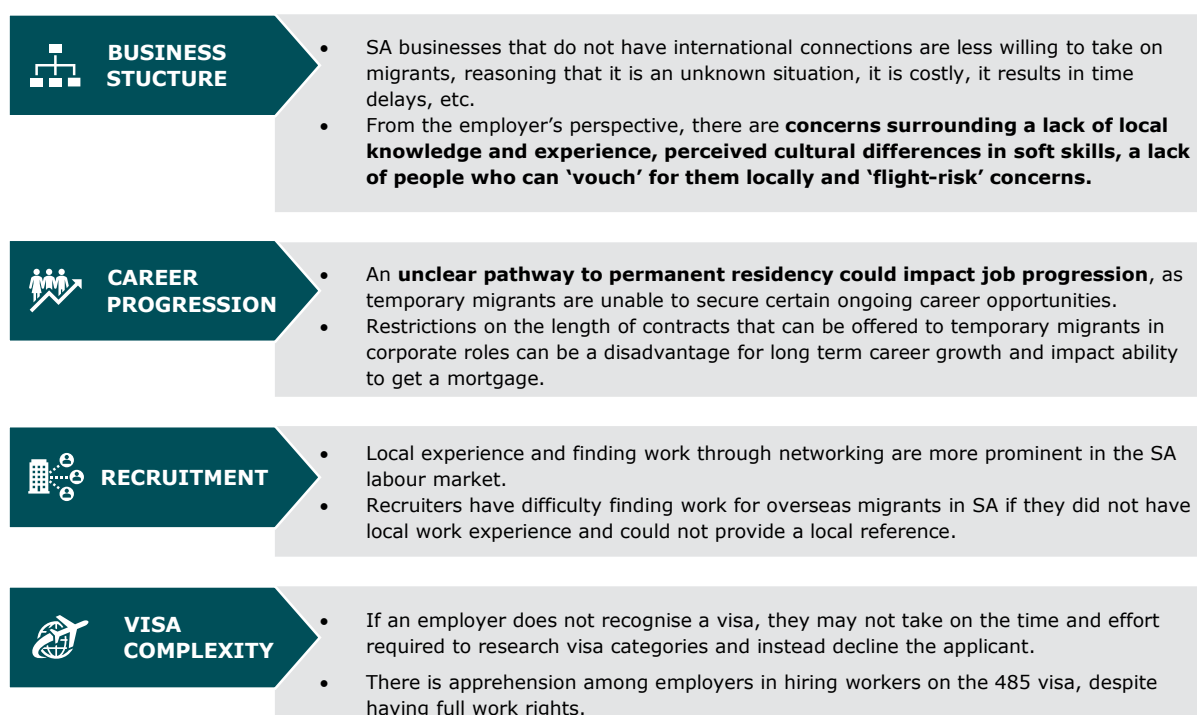 BUSINESS
STUCTURE
• SA businesses that do not have international connections are less willing to take on
migrants, reasoning that it is an unknown situation, it is costly, it results in time
delays, etc.
• From the employer’s perspective, there are concerns surrounding a lack of local
knowledge and experience, perceived cultural differences in soft skills, a lack
of people who can ‘vouch’ for them locally and ‘flight-risk’ concerns.
CAREER
PROGRESSION
• An unclear pathway to permanent residency could impact job progression, as
temporary migrants are unable to secure certain ongoing career opportunities.
• Restrictions on the length of contracts that can be offered to temporary migrants in
corporate roles can be a disadvantage for long term career growth and impact ability
to get a mortgage.
RECRUITMENT
• Local experience and finding work through networking are more prominent in the SA
labour market.
• Recruiters have difficulty finding work for overseas migrants in SA if they did not have
local work experience and could not provide a local reference.
VISA
COMPLEXITY
• If an employer does not recognise a visa, they may not take on the time and effort
required to research visa categories and instead decline the applicant.
• There is apprehension among employers in hiring workers on the 485 visa, despite
having full work rights.